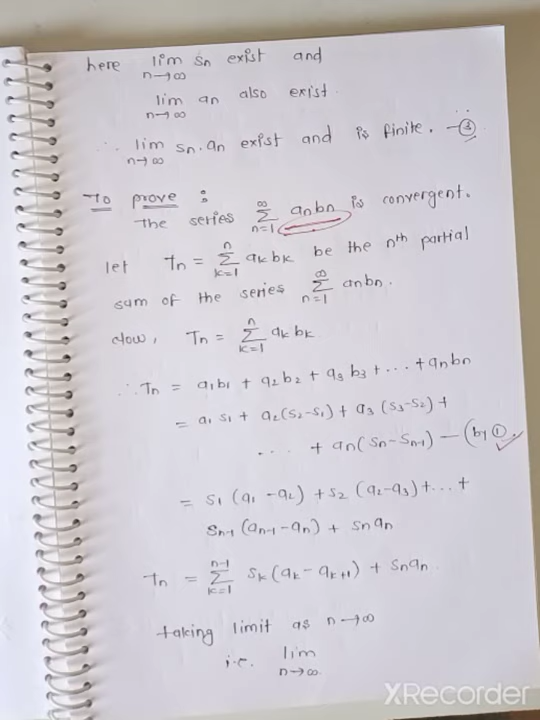 here lim sn exist and
n→∞
lim an also exist.
n→∞
∴ lim sn.an exist and is finite. —③
n→∞
To prove :
The series ∞∑n=1 anbn is convergent.
let Tn = n∑k=1 akbk be the nth partial
sum of the series ∞∑n=1 anbn.
Now, Tn = n∑k=1 akbk
∴ Tn = a1b1 + a2b2 + a3b3 + ... + anbn
= a1s1 + a2(s2-s1) + a3(s3-s2) +
... + an(sn-sn-1) — (by ①.
= s1(a1-a2) + s2(a2-a3) + ... +
sn-1(an-1-an) + snan
Tn = n-1∑k=1 sk(ak-ak+1) + snan.
taking limit as n→∞
i.e. lim
n→∞
XRecorder